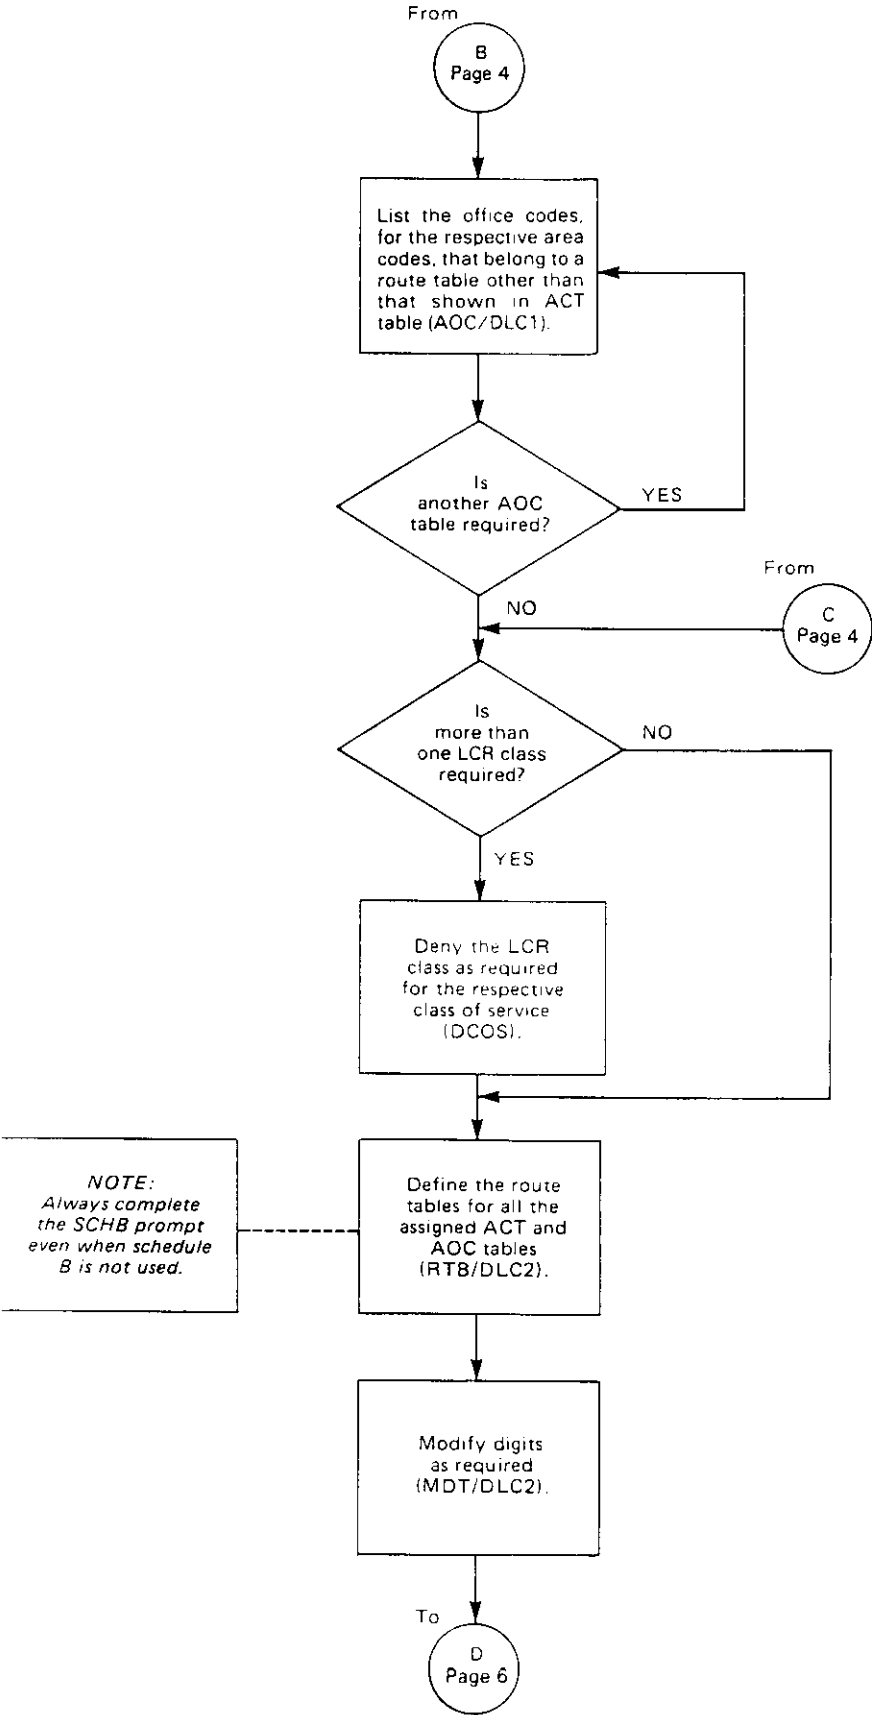 From
B
Page 4
List the office codes,
for the respective area
codes, that belong to a
route table other than
that shown in ACT
table (AOC/DLC1).
Is
another AOC
table required?
YES
NO
From
C
Page 4
Is
more than
one LCR class
required?
NO
YES
Deny the LCR
class as required
for the respective
class of service
(DCOS).
NOTE:
Always complete
the SCHB prompt
even when schedule
B is not used.
Define the route
tables for all the
assigned ACT and
AOC tables
(RTB/DLC2).
Modify digits
as required
(MDT/DLC2).
To
D
Page 6